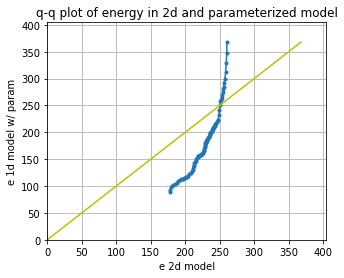 q-q plot of energy in 2d and parameterized model
400
350
300
250
200
150
100
50
0
e 1d model w/ param
0 50 100 150 200 250 300 350 400
e 2d model